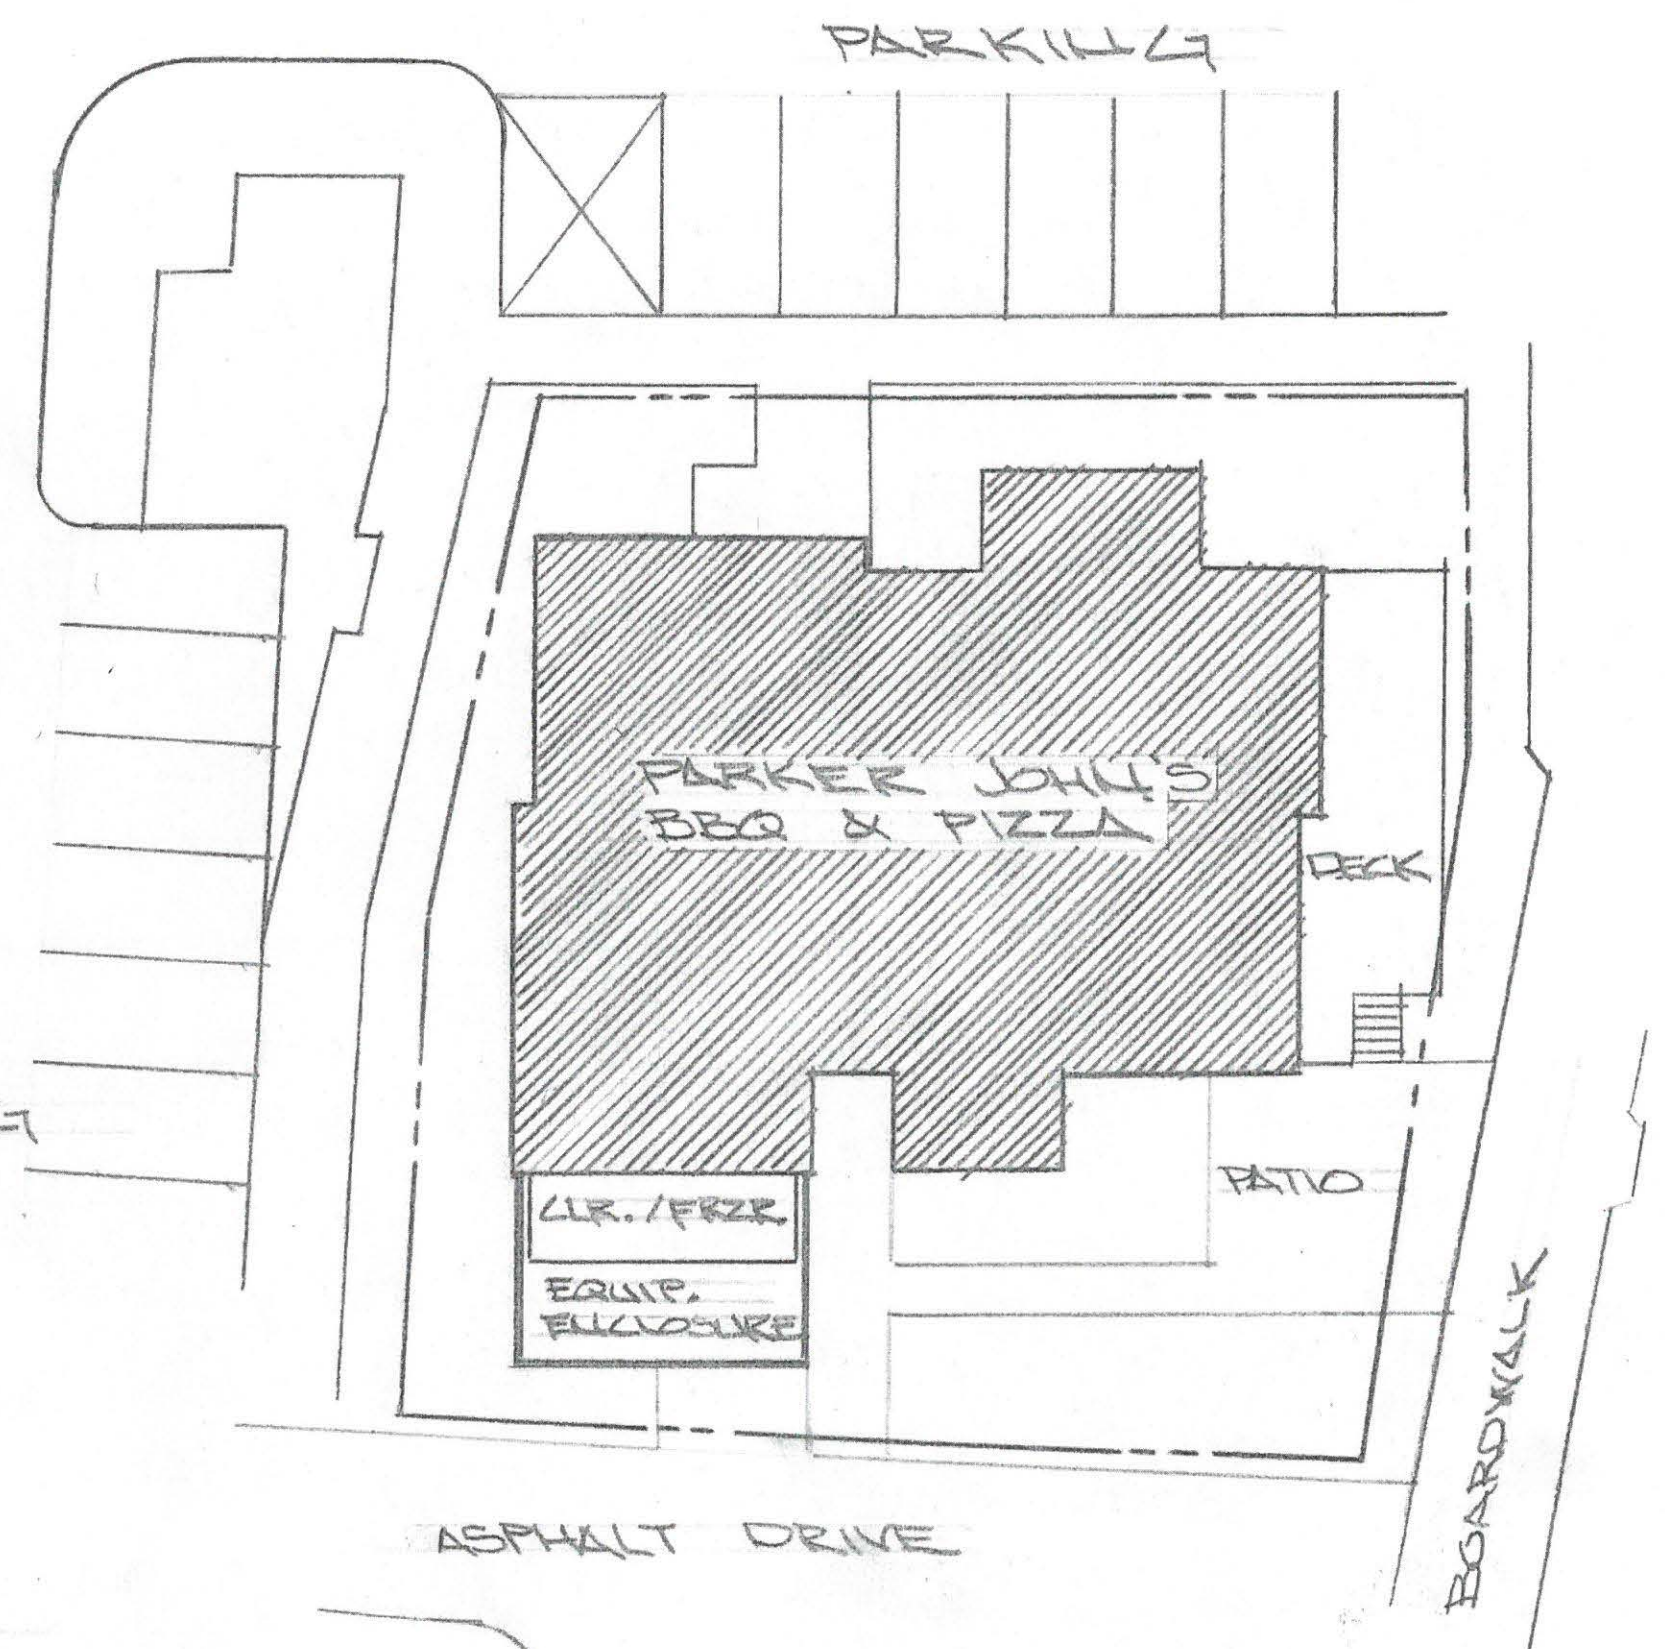 PARKING
PARKER JOHN'S
BBQ & PIZZA
DECK
PATIO
CLR. / FRZR.
EQUIP.
ENCLOSURE
BOARDWALK
ASPHALT DRIVE